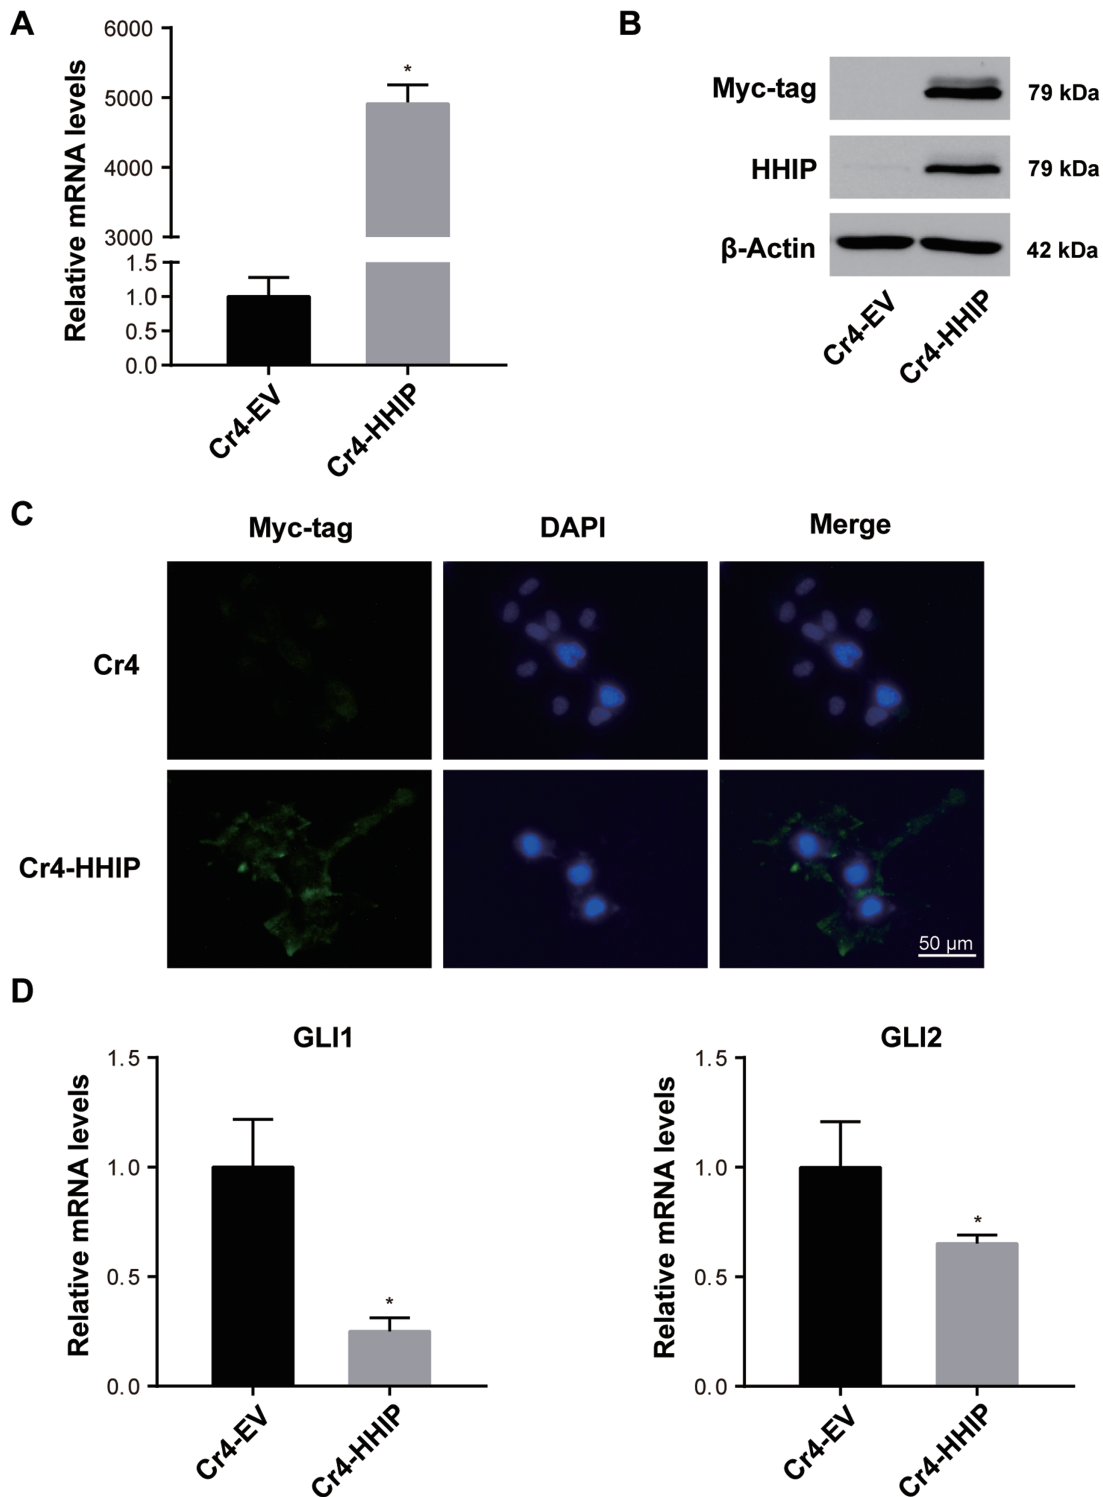 A
Relative mRNA levels
6000
5000
4000
3000
1.5
1.0
0.5
0.0
*
Cr4-EV
Cr4-HHIP
B
Myc-tag
79 kDa
HHIP
79 kDa
β-Actin
42 kDa
Cr4-EV
Cr4-HHIP
C
Myc-tag
DAPI
Merge
Cr4
Cr4-HHIP
50 µm
D
GLI1
Relative mRNA levels
1.5
1.0
0.5
0.0
*
Cr4-EV
Cr4-HHIP
GLI2
Relative mRNA levels
1.5
1.0
0.5
0.0
*
Cr4-EV
Cr4-HHIP